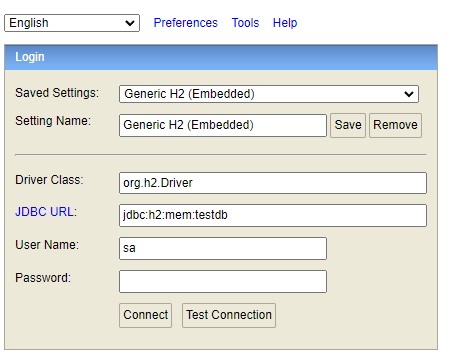 English Preferences Tools Help
Login
Saved Settings: Generic H2 (Embedded)
Setting Name: Generic H2 (Embedded) Save Remove
Driver Class: org.h2.Driver
JDBC URL: jdbc:h2:mem:testdb
User Name: sa
Password:
Connect Test Connection